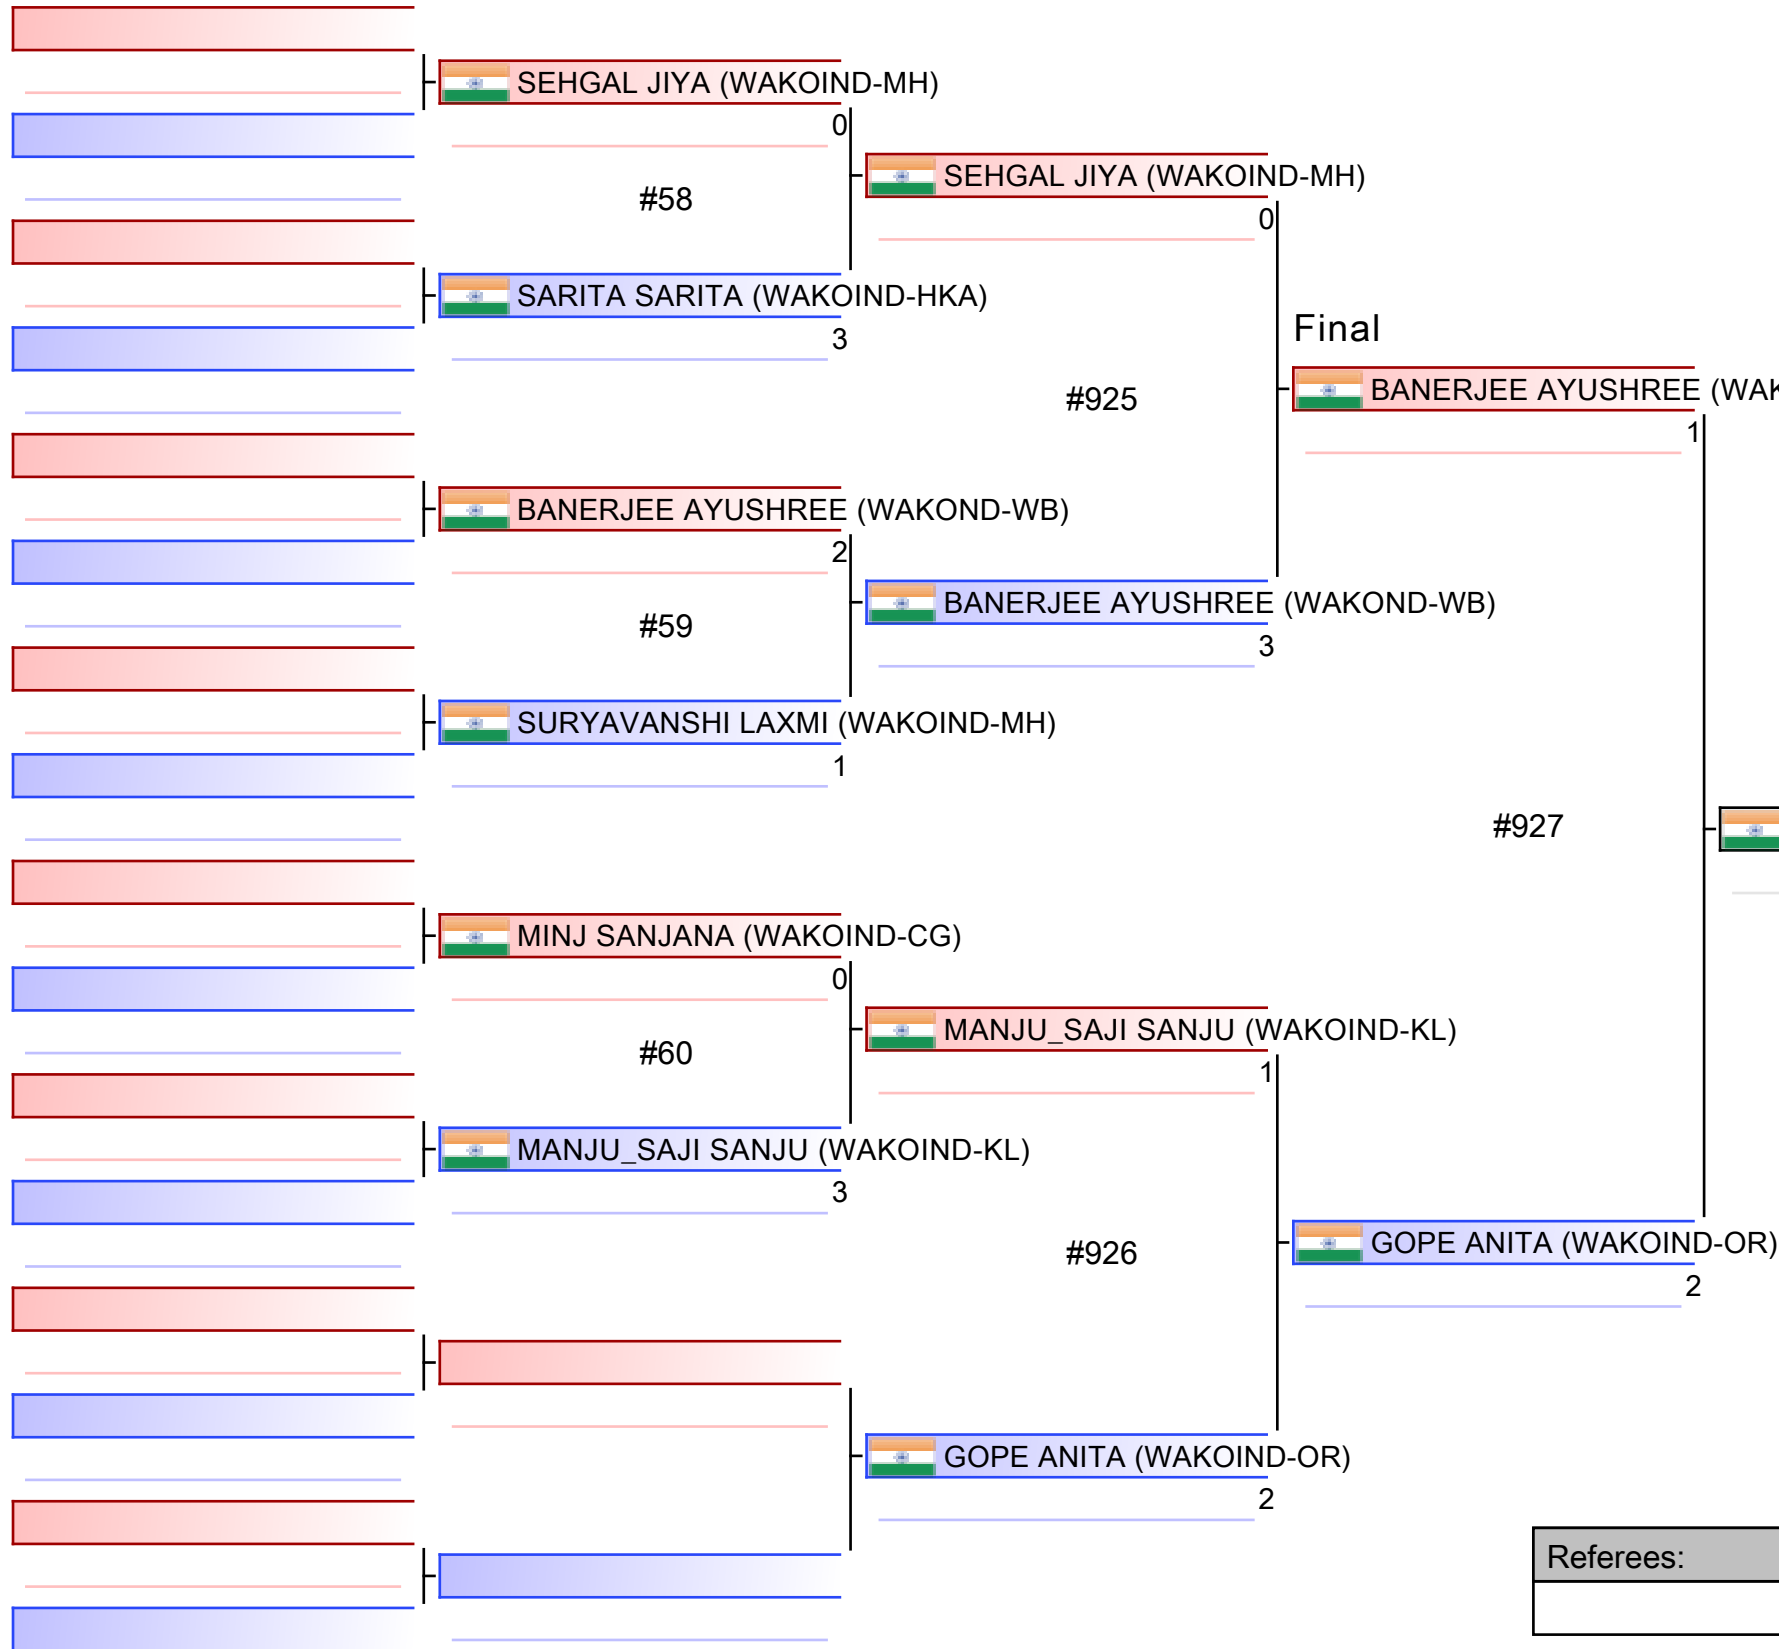 SEHGAL JIYA (WAKOIND-MH)
0
#58
SARITA SARITA (WAKOIND-HKA)
3
BANERJEE AYUSHREE (WAKOND-WB)
2
#59
SURYAVANSHI LAXMI (WAKOIND-MH)
1
MINJ SANJANA (WAKOIND-CG)
0
#60
MANJU_SAJI SANJU (WAKOIND-KL)
3
SEHGAL JIYA (WAKOIND-MH)
0
#925
BANERJEE AYUSHREE (WAKOND-WB)
3
MANJU_SAJI SANJU (WAKOIND-KL)
1
#926
GOPE ANITA (WAKOIND-OR)
2
Final
BANERJEE AYUSHREE (WAK
1
#927
GOPE ANITA (WAKOIND-OR)
2
Referees: